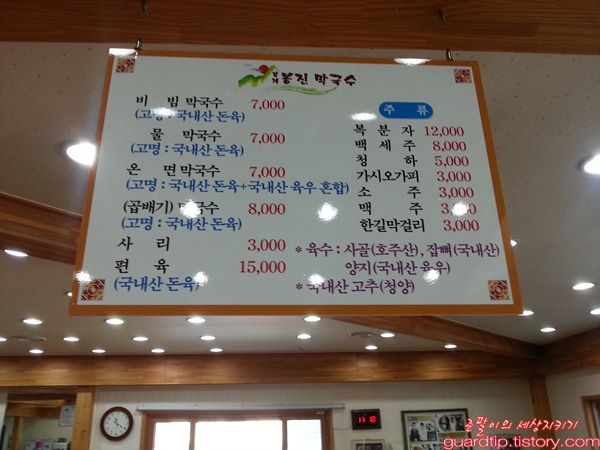 봉진 막국수
비 빔 막국수 7,000
(고명 : 국내산 돈육)
물 막국수 7,000
(고명 : 국내산 돈육)
온 면 막국수 7,000
(고명 : 국내산 돈육+국내산 육우 혼합)
(곱배기) 막국수 8,000
(고명 : 국내산 돈육)
사 리 3,000
편 육 15,000
(국내산 돈육)
주 류
복 분 자 12,000
백 세 주 8,000
청 하 5,000
가시오가피 3,000
소 주 3,000
맥 주 3,000
한길막걸리 3,000
* 육수 : 사골(호주산), 잡뼈(국내산)
양지(국내산 육우)
* 국내산 고추(청양)
11:18
의 세상지키기
guardtip.tistory.com